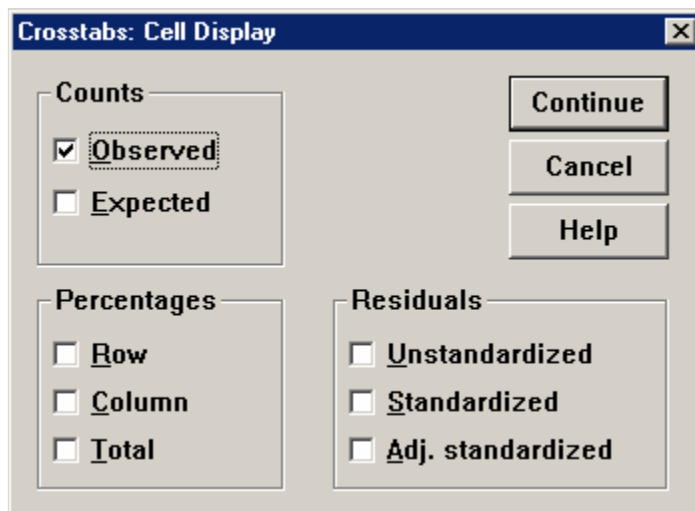 Crosstabs: Cell Display
Counts
Observed
Expected
Continue
Cancel
Help
Percentages
Row
Column
Total
Residuals
Unstandardized
Standardized
Adj. standardized